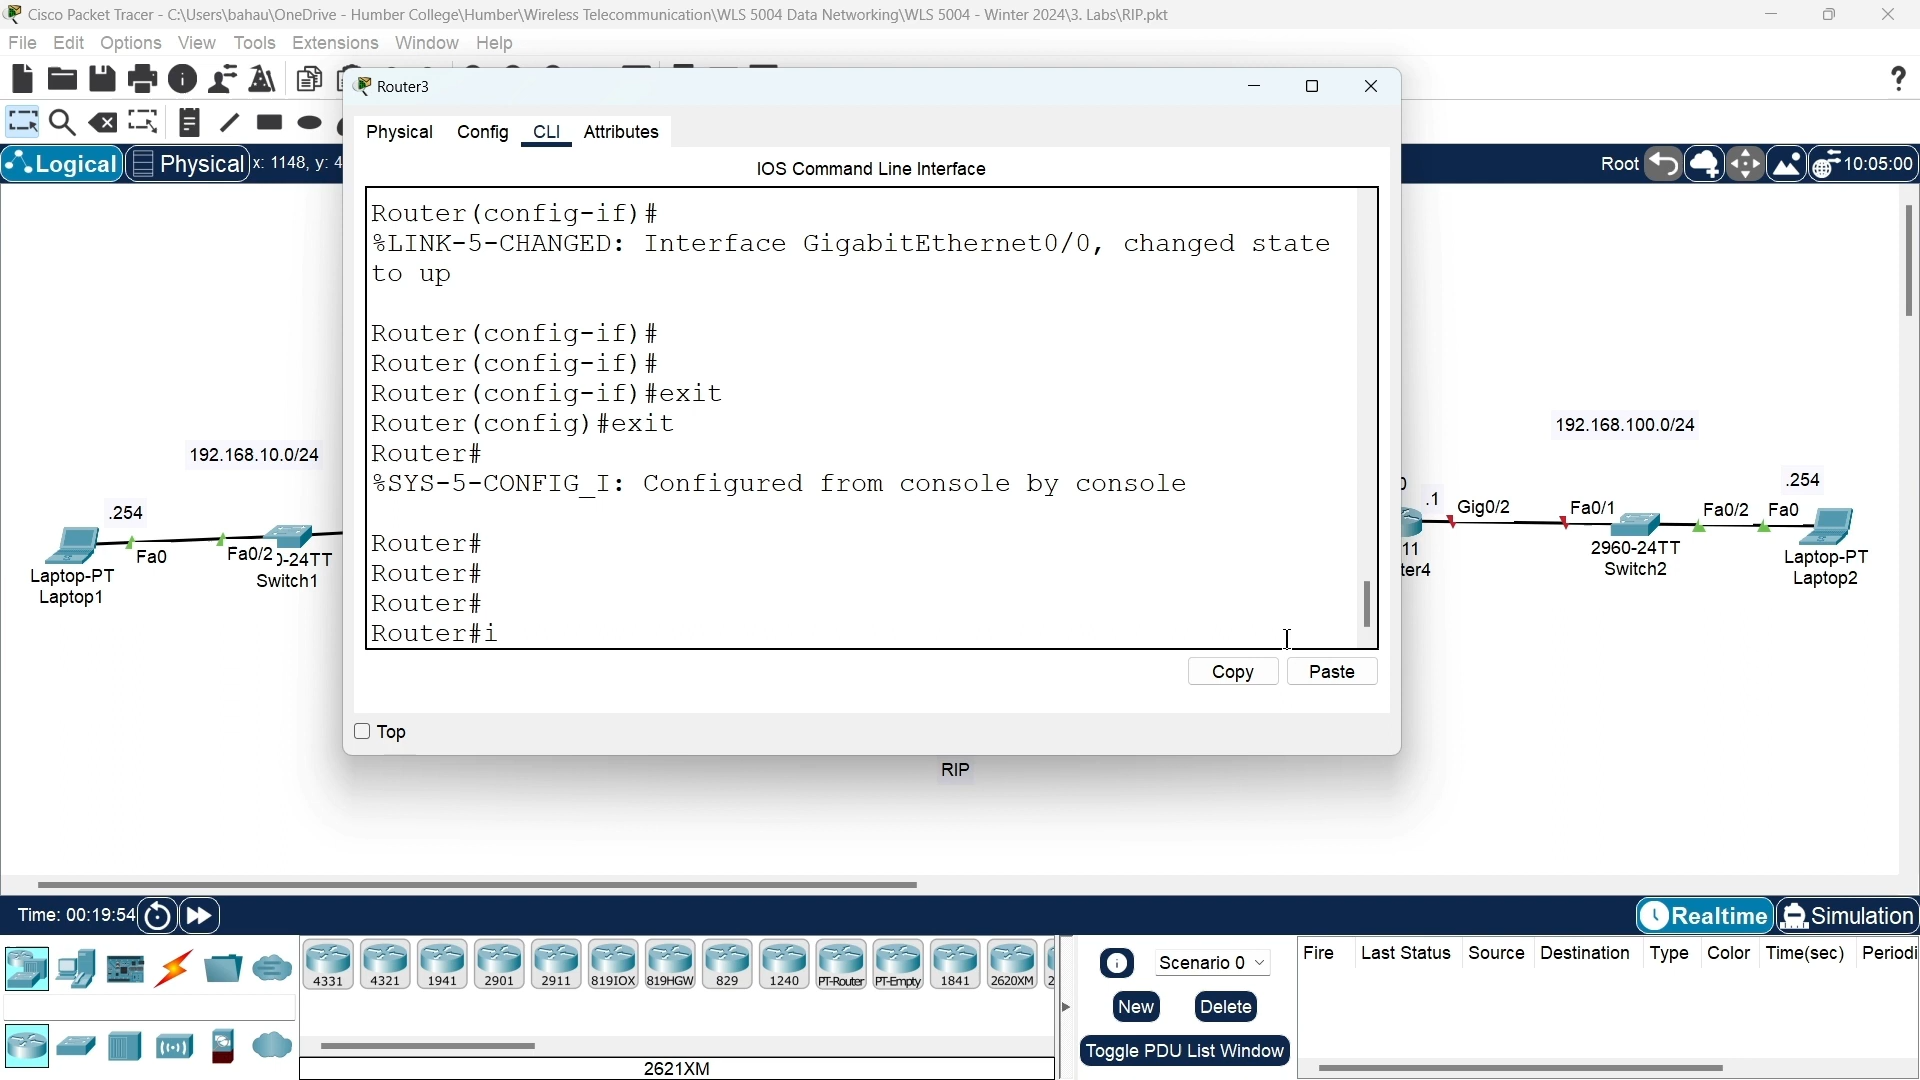 Cisco Packet Tracer - C:\Users\bahau\OneDrive - Humber College\Humber\Wireless Telecommunication\WLS 5004 Data Networking\WLS 5004 - Winter 2024\3. Labs\RIP.pkt
File Edit Options View Tools Extensions Window Help
Router3
Physical Config CLI Attributes
Logical Physical x: 1148, y: 4
Root 10:05:00
IOS Command Line Interface
Router(config-if)#
%LINK-5-CHANGED: Interface GigabitEthernet0/0, changed state
to up
Router(config-if)#
Router(config-if)#
Router(config-if)#exit
Router(config)#exit
Router#
%SYS-5-CONFIG_I: Configured from console by console
Router#
Router#
Router#
Router#i
Copy Paste
Top
192.168.10.0/24
.254
Fa0
Fa0/2
-24TT
Switch1
Laptop-PT
Laptop1
192.168.100.0/24
.254
.1
Gig0/2
Fa0/1
Fa0/2
Fa0
11
ter4
2960-24TT
Switch2
Laptop-PT
Laptop2
RIP
Time: 00:19:54
Realtime Simulation
4331 4321 1941 2901 2911 819IOX 819HGW 829 1240 PT-Router PT-Empty 1841 2620XM 2
2621XM
Scenario 0
New Delete
Toggle PDU List Window
Fire Last Status Source Destination Type Color Time(sec) Periodi